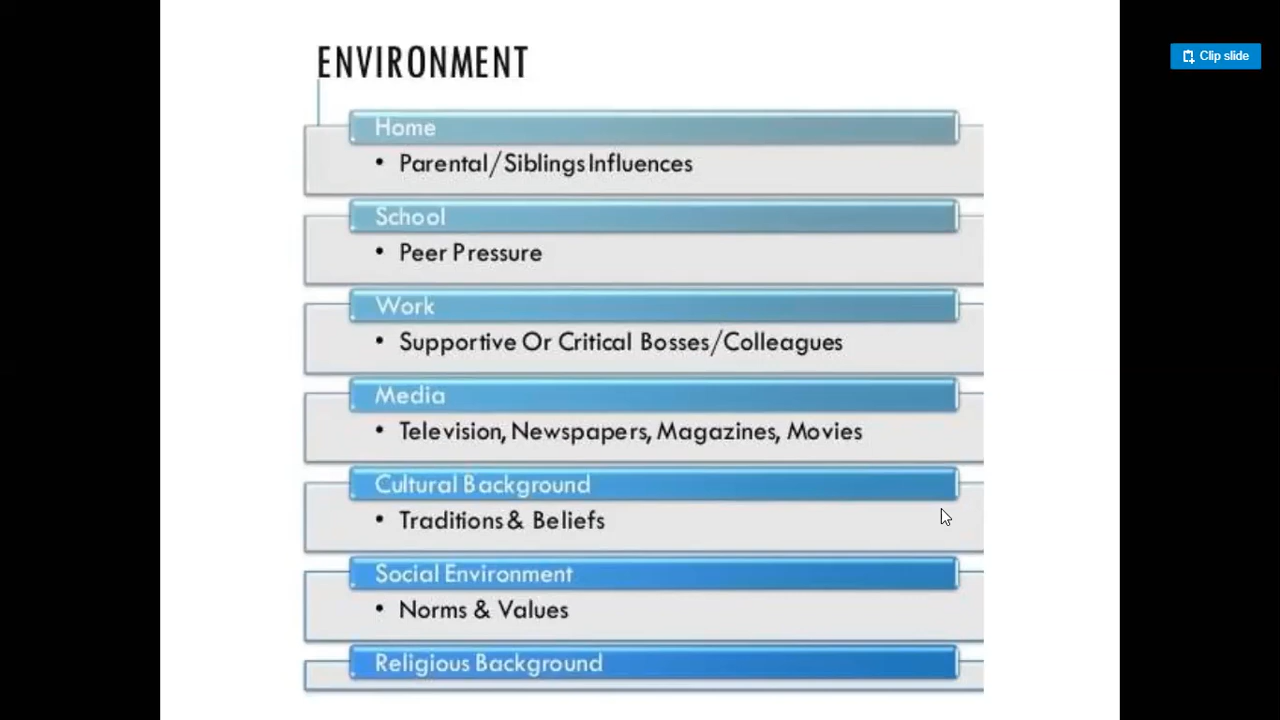 ENVIRONMENT
Clip slide
Home
• Parental/Siblings Influences
School
• Peer Pressure
Work
• Supportive Or Critical Bosses/Colleagues
Media
• Television, Newspapers, Magazines, Movies
Cultural Background
• Traditions & Beliefs
Social Environment
• Norms & Values
Religious Background